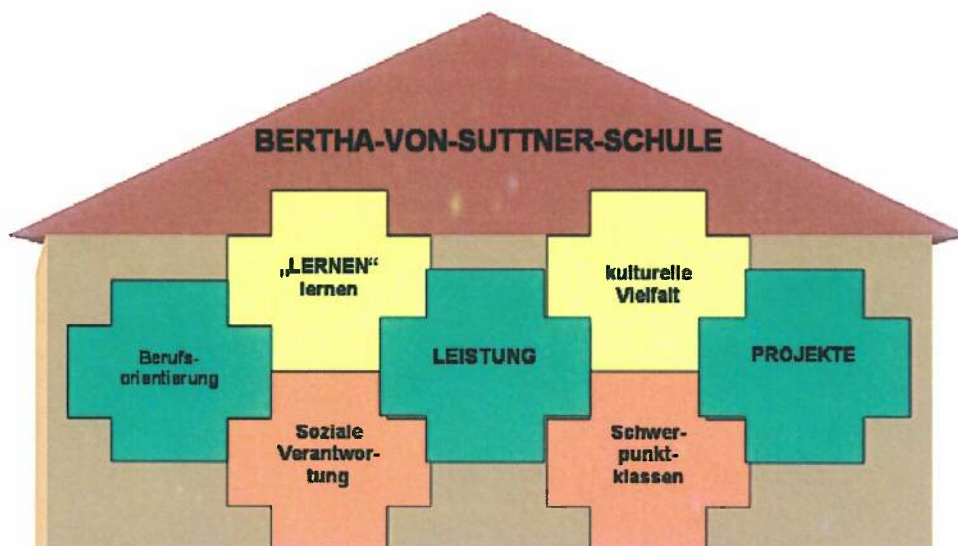 BERTHA-VON-SUTTNER-SCHULE
„LERNEN“
lernen
kulturelle
Vielfalt
Berufs-
orientierung
LEISTUNG
PROJEKTE
Soziale
Verantwor-
tung
Schwer-
punkt-
klassen